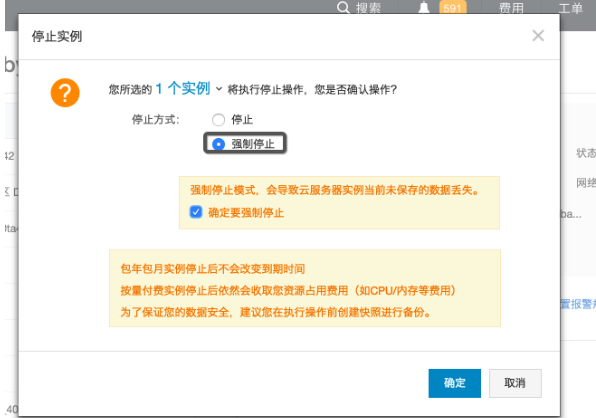 搜索 591 费用 工单
停止实例
by
您所选的 1 个实例 将执行停止操作，您是否确认操作？
停止方式： 停止
强制停止
42
状态
区
网络
强制停止模式，会导致云服务器实例当前未保存的数据丢失。
确定要强制停止
ba...
包年包月实例停止后不会改变到期时间
按量付费实例停止后依然会收取您资源占用费用（如CPU/内存等费用）
置报警
为了保证您的数据安全，建议您在执行操作前创建快照进行备份。
确定 取消
40